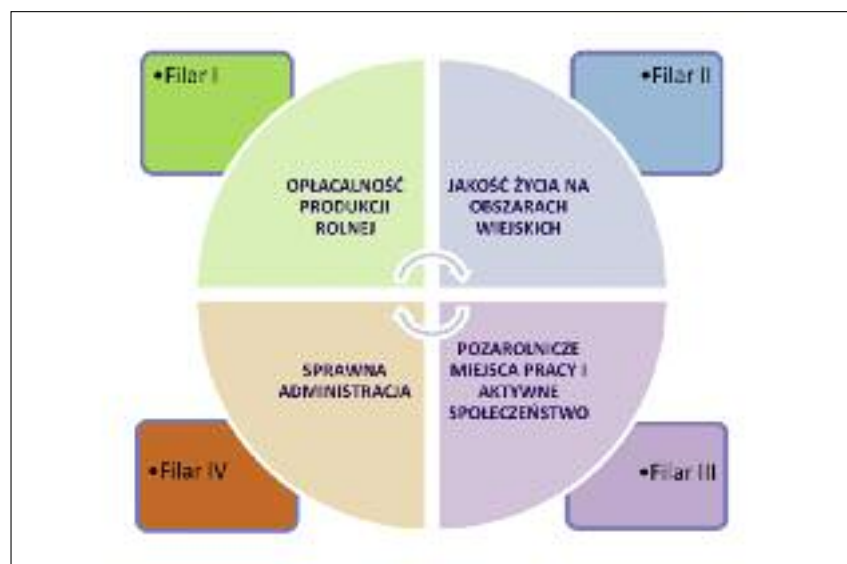 •Filar I
•Filar II
OPŁACALNOŚĆ
PRODUKCJI
ROLNEJ
JAKOŚĆ ŻYCIA NA
OBSZARACH
WIEJSKICH
SPRAWNA
ADMINISTRACJA
POZAROLNICZE
MIEJSCA PRACY I
AKTYWNE
SPOŁECZEŃSTWO
•Filar IV
•Filar III